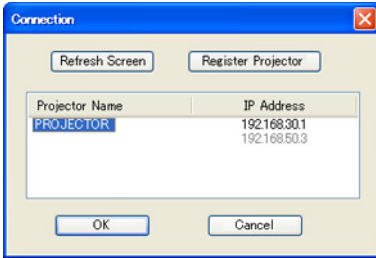 Connection
Refresh Screen Register Projector
Projector Name IP Address
PROJECTOR 192.168.30.1
192.168.50.3
OK Cancel